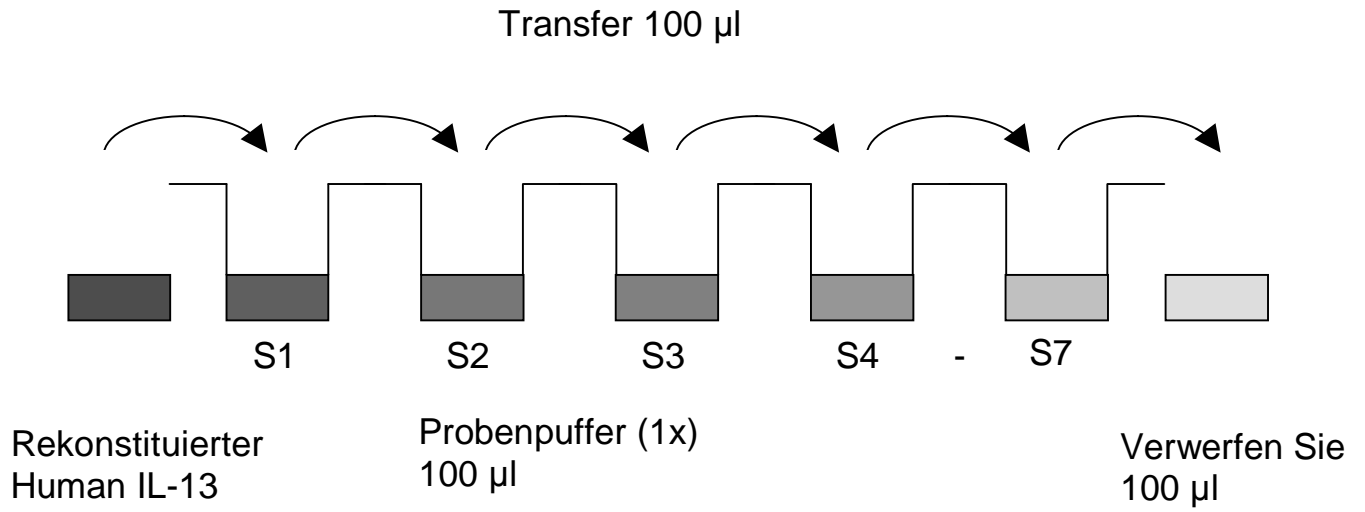 Transfer 100 µl
S1 S2 S3 S4 - S7
Rekonstituierter
Human IL-13
Probenpuffer (1x)
100 µl
Verwerfen Sie
100 µl